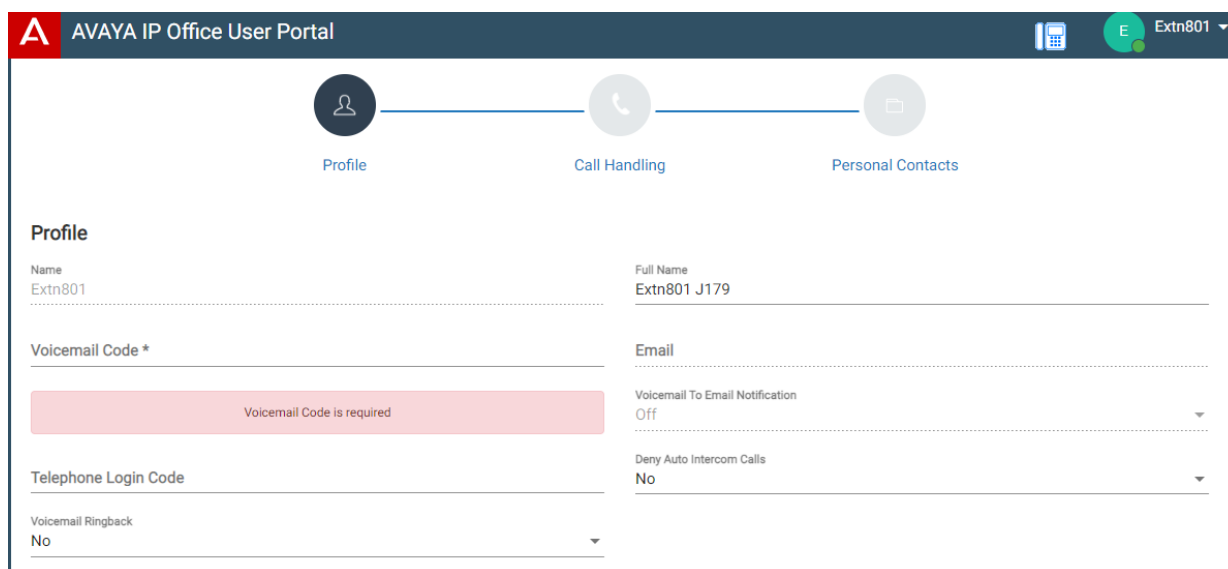 AVAYA IP Office User Portal
E
Extn801
Profile
Call Handling
Personal Contacts
Profile
Name
Extn801
Full Name
Extn801 J179
Voicemail Code *
Email
Voicemail Code is required
Voicemail To Email Notification
Off
Telephone Login Code
Deny Auto Intercom Calls
No
Voicemail Ringback
No